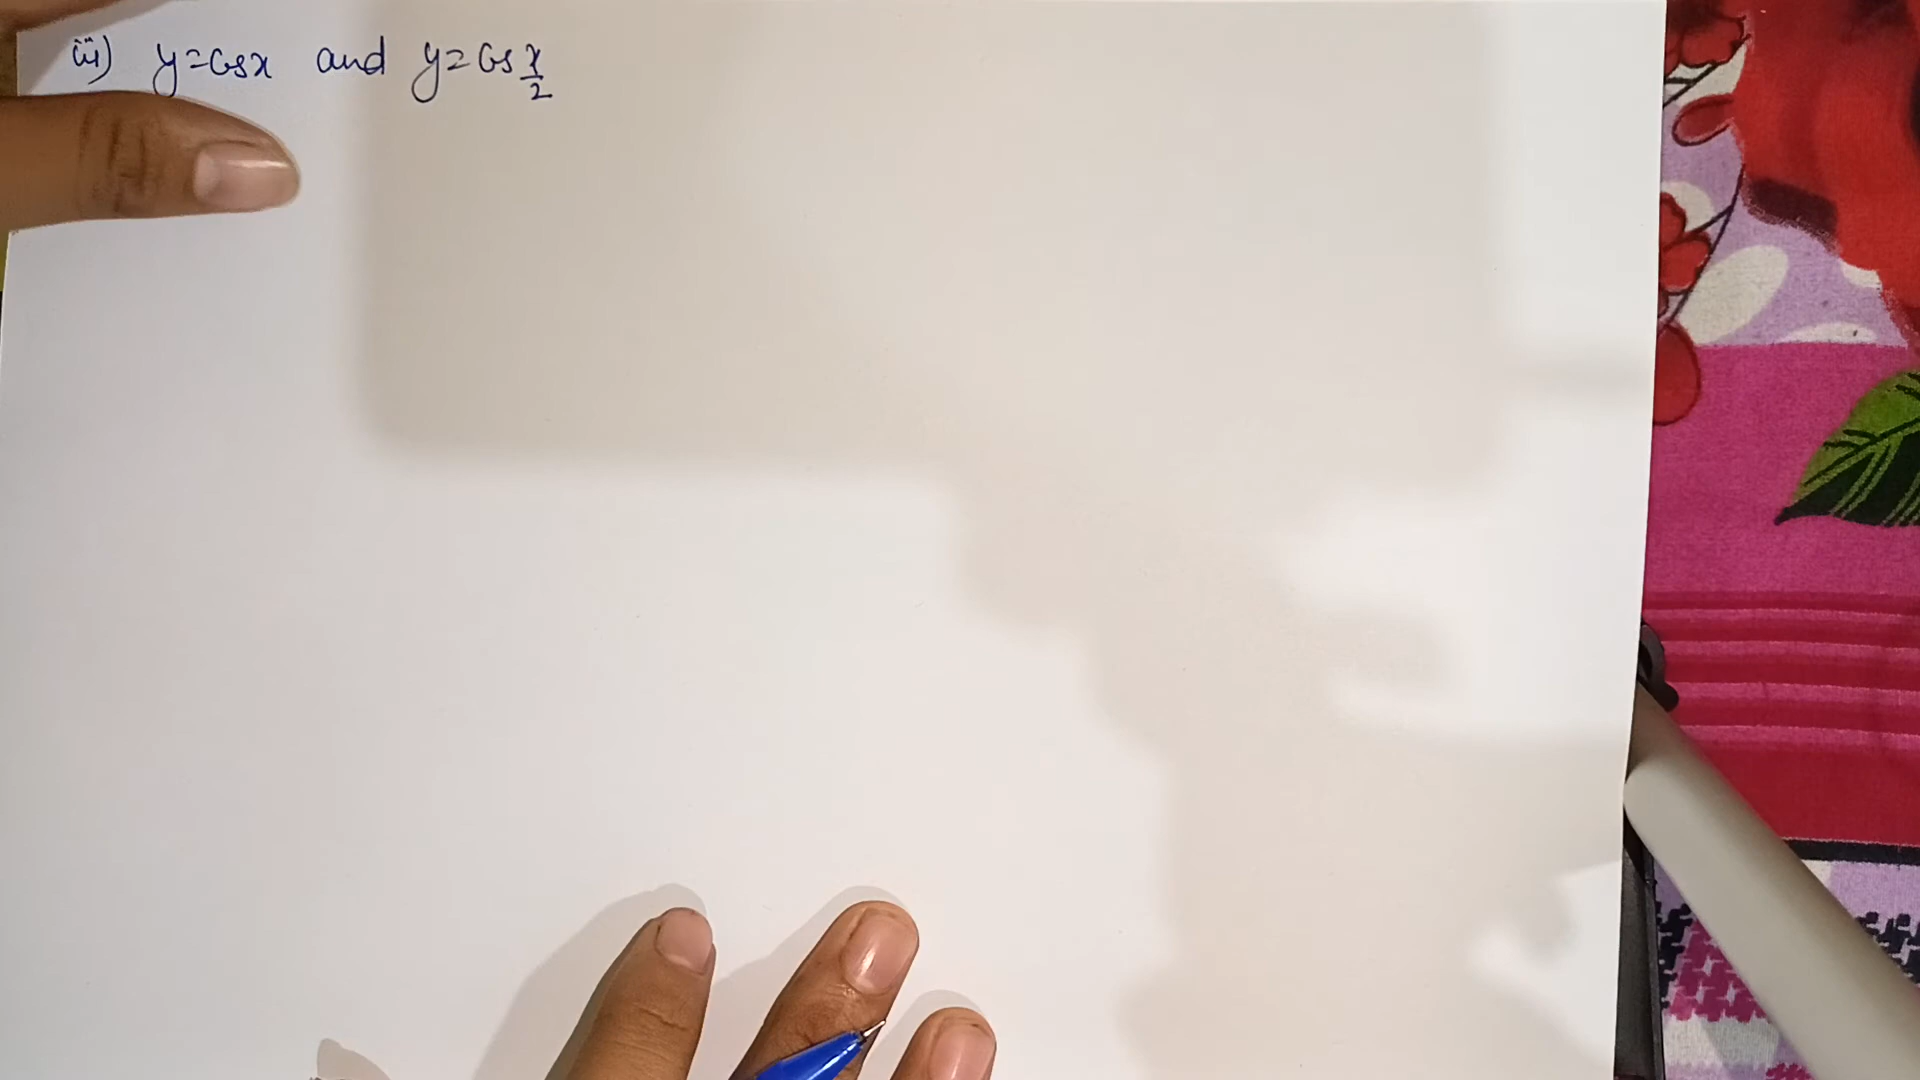 iii) y=cosx and y=cos x/2